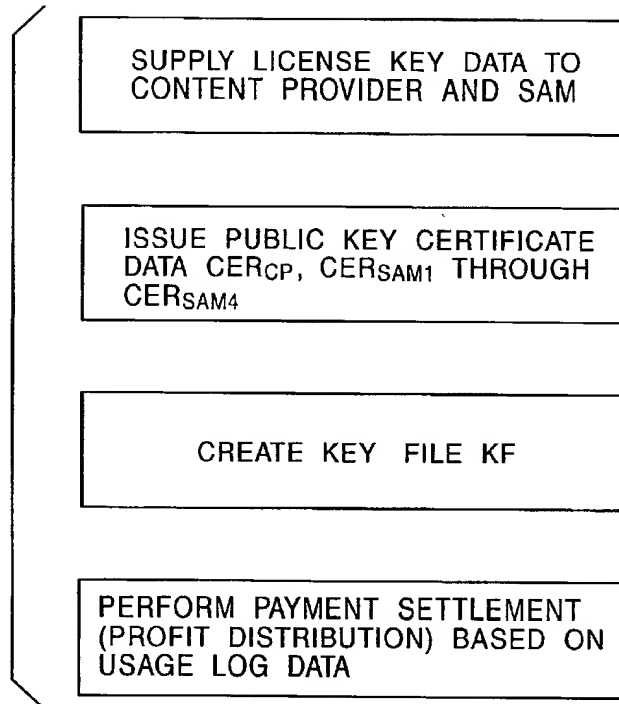 SUPPLY LICENSE KEY DATA TO
CONTENT PROVIDER AND SAM
ISSUE PUBLIC KEY CERTIFICATE
DATA CERCP, CERSAM1 THROUGH
CERSAM4
CREATE KEY FILE KF
PERFORM PAYMENT SETTLEMENT
(PROFIT DISTRIBUTION) BASED ON
USAGE LOG DATA